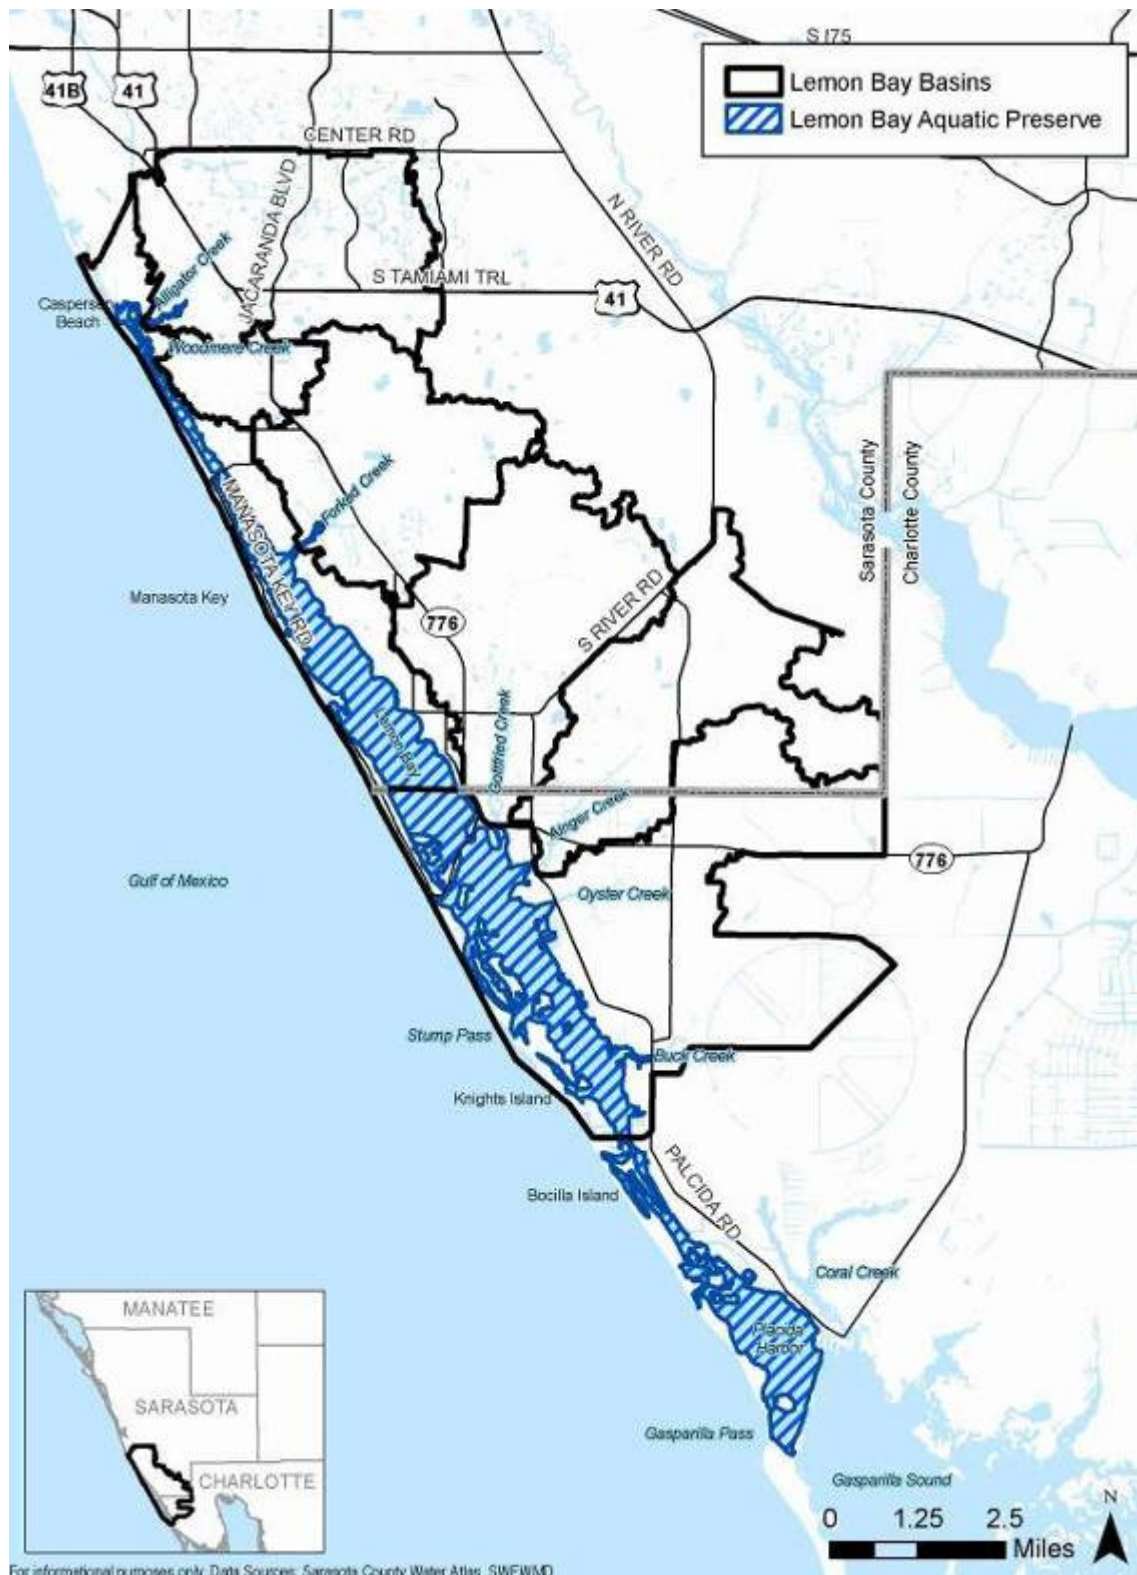 S I75
Lemon Bay Basins
Lemon Bay Aquatic Preserve
41B
41
CENTER RD
JACARANDA BLVD
N RIVER RD
Alligator Creek
S TAMIAMI TRL
41
Caspersen
Beach
Woodmere Creek
Sarasota County
Charlotte County
Forked Creek
MANASOTA KEY RD
Manasota Key
776
S RIVER RD
Lemon Bay
Gottfried Creek
Ainger Creek
776
Gulf of Mexico
Oyster Creek
Stump Pass
Buck Creek
Knights Island
PALCIDA RD
Bocilla Island
Coral Creek
Placida
Harbor
Gasparilla Pass
Gasparilla Sound
MANATEE
SARASOTA
CHARLOTTE
N
0 1.25 2.5
Miles
For informational purposes only. Data Sources: Sarasota County Water Atlas, SWFWMD